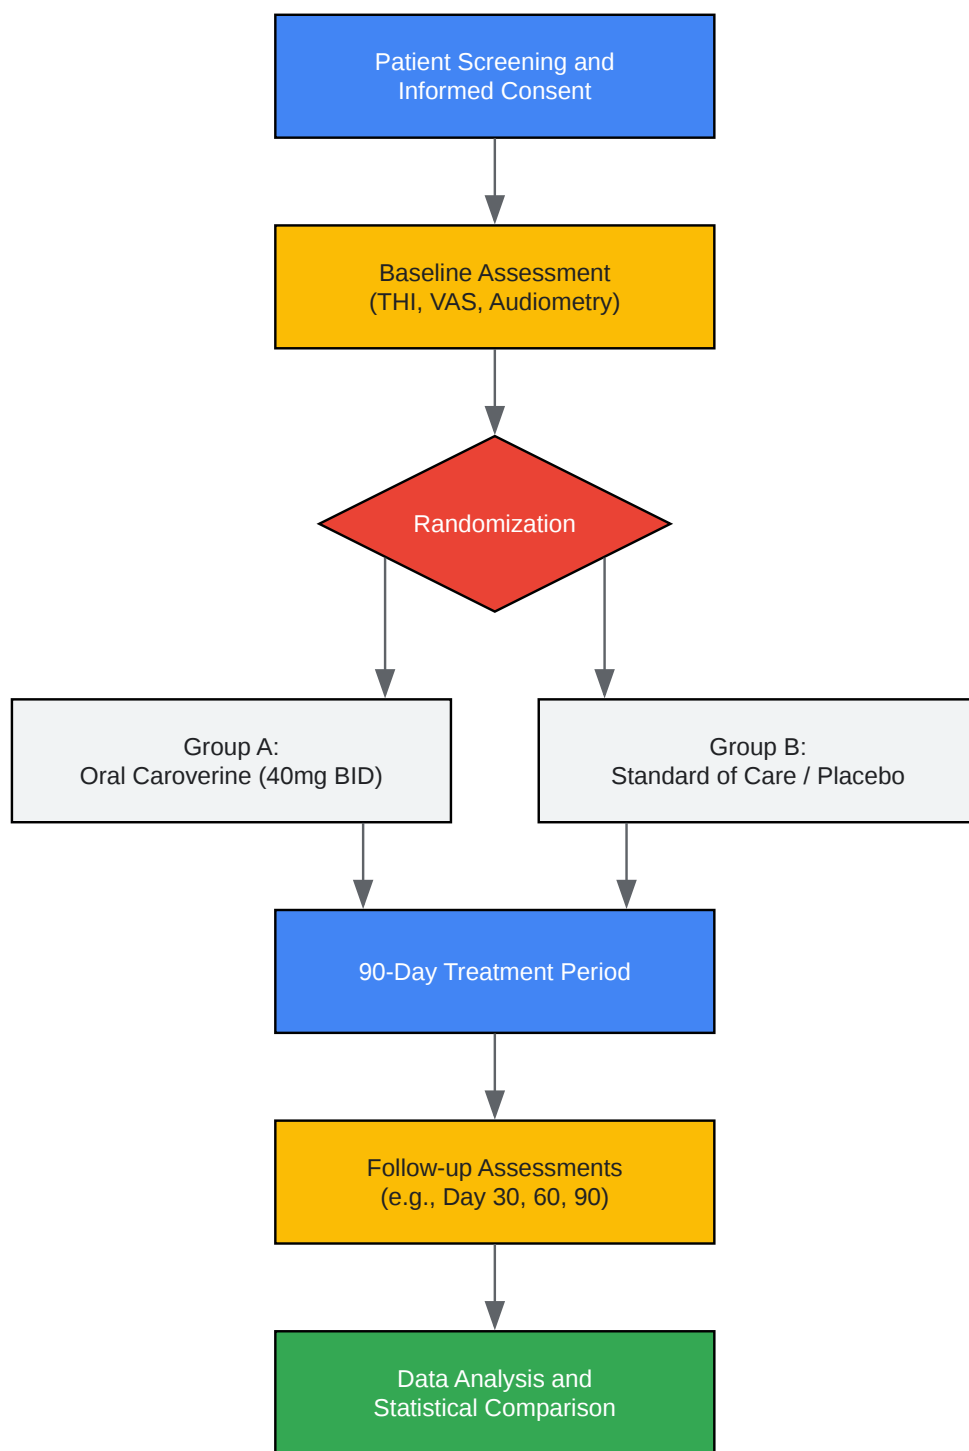 Patient Screening and
Informed Consent
Baseline Assessment
(THI, VAS, Audiometry)
Randomization
Group A:
Oral Caroverine (40mg BID)
Group B:
Standard of Care / Placebo
90-Day Treatment Period
Follow-up Assessments
(e.g., Day 30, 60, 90)
Data Analysis and
Statistical Comparison